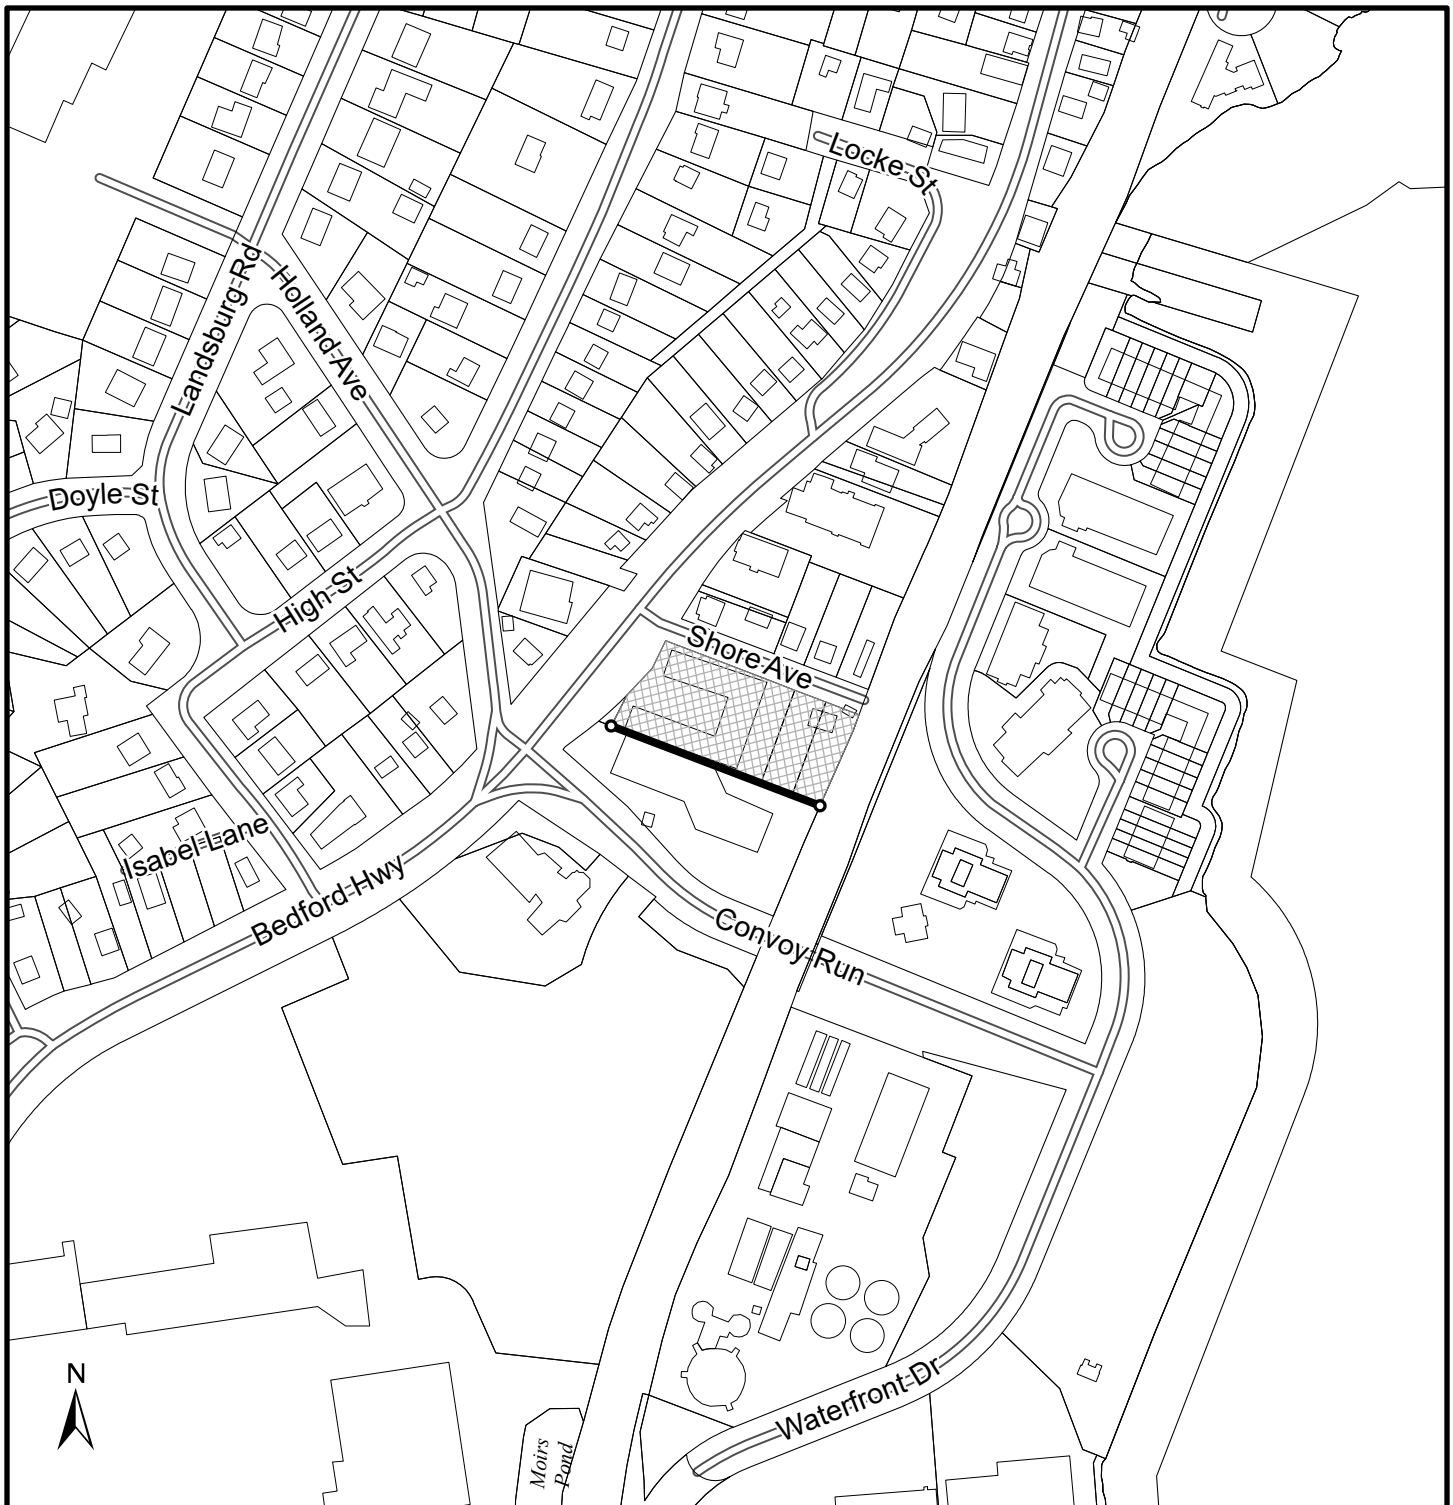 Locke St
Landsburg Rd
Holland Ave
Doyle St
High St
Shore Ave
Isabel Lane
Bedford Hwy
Convoy Run
N
Waterfront Dr
Moirs
Pond